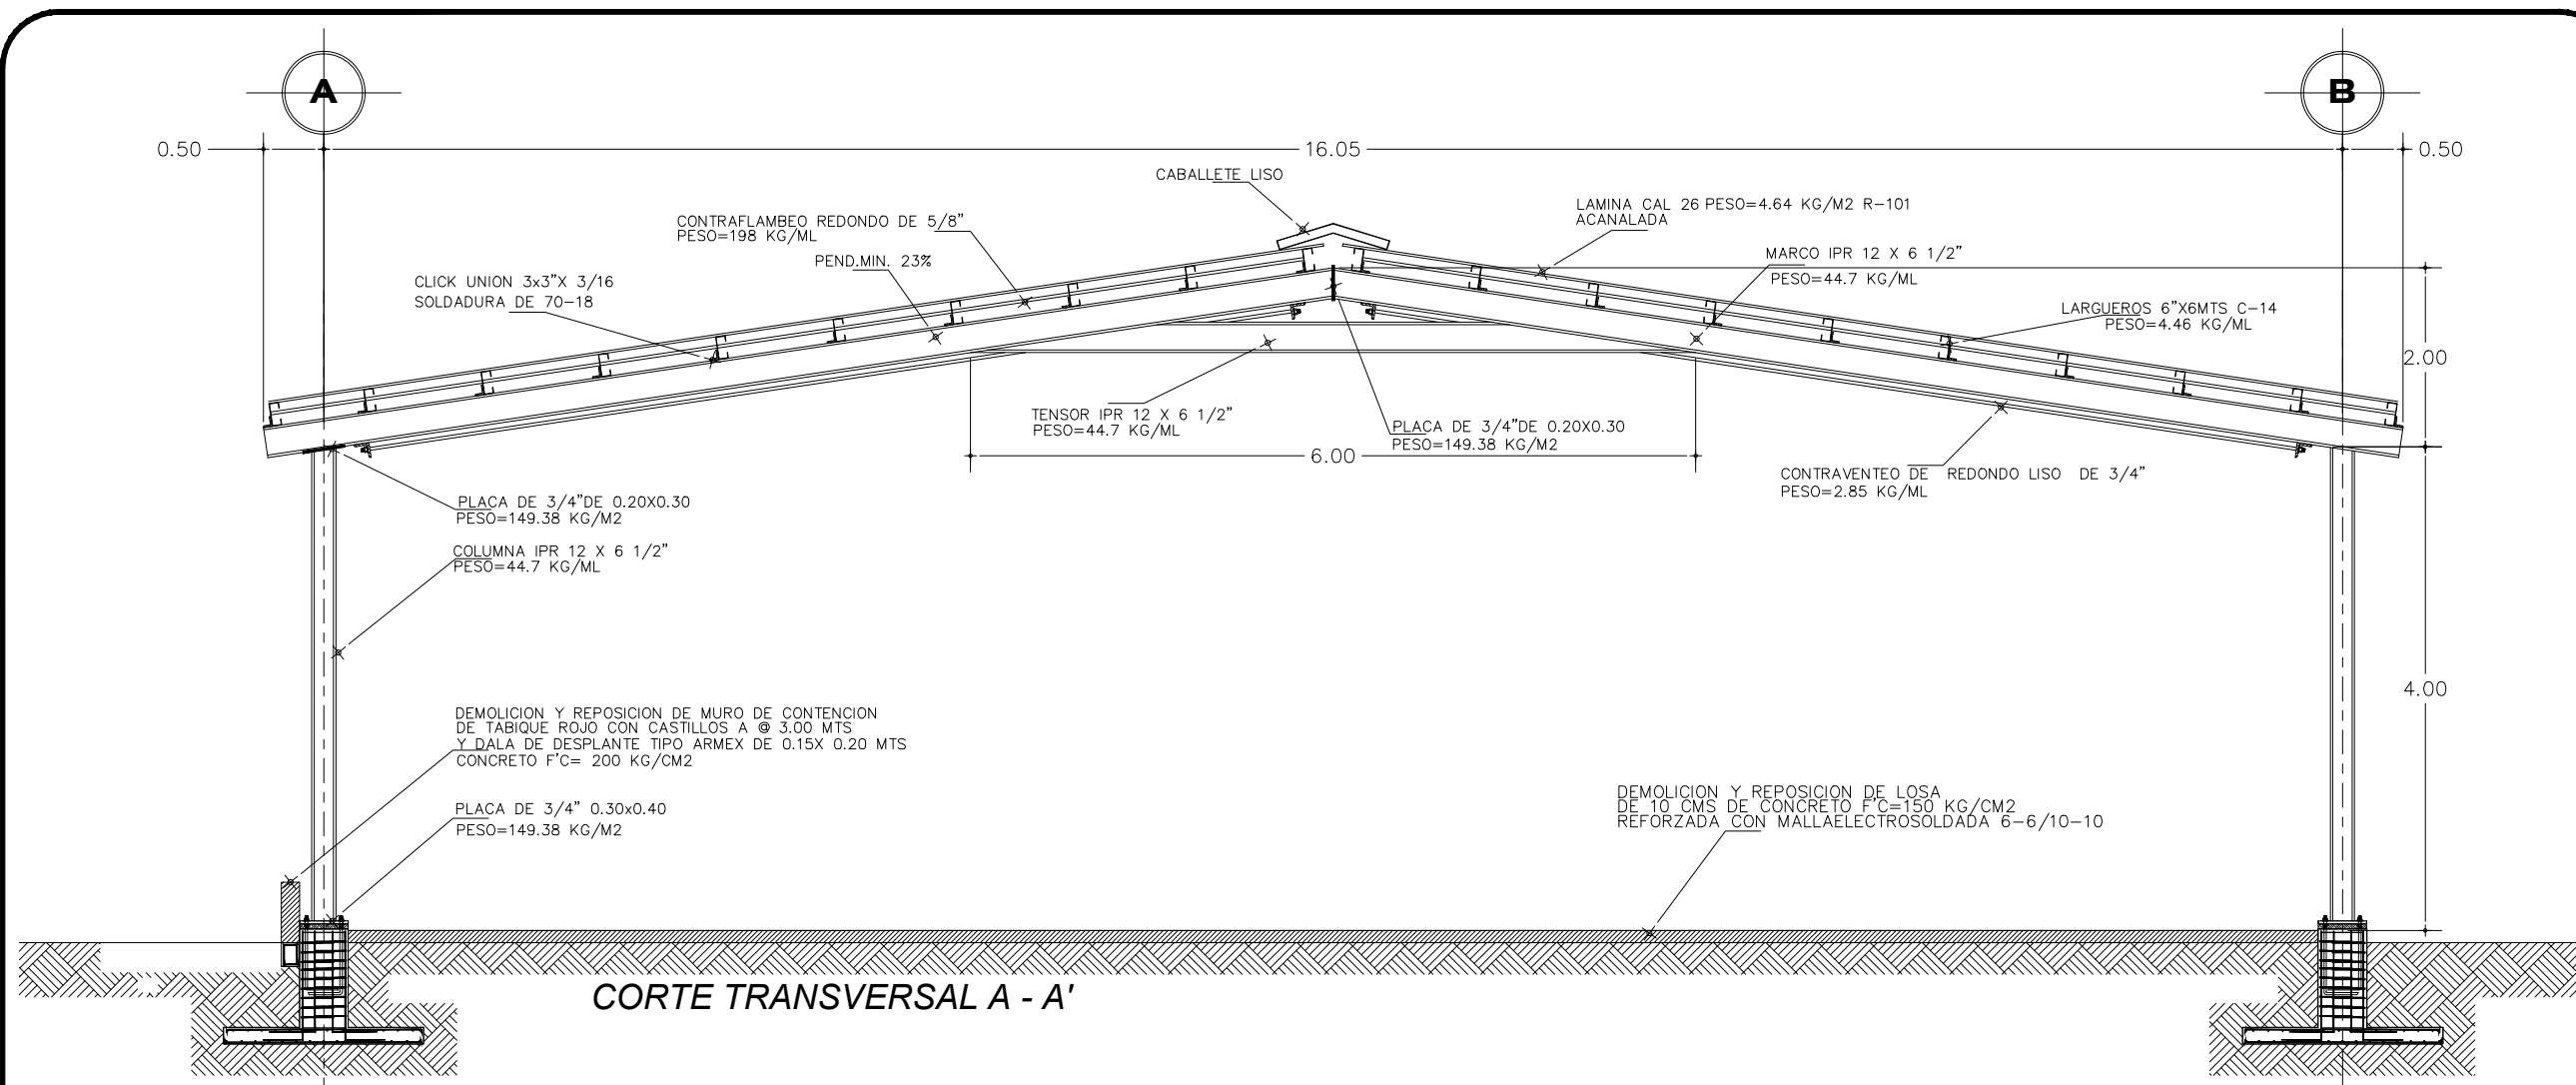 A
B
0.50
16.05
0.50
CABALLETE LISO
LAMINA CAL 26 PESO=4.64 KG/M2 R-101
ACANALADA
CONTRAFLAMBEO REDONDO DE 5/8"
PESO=198 KG/ML
MARCO IPR 12 X 6 1/2"
PESO=44.7 KG/ML
PEND.MIN. 23%
CLICK UNION 3x3"X 3/16
SOLDADURA DE 70-18
LARGUEROS 6"X6MTS C-14
PESO=4.46 KG/ML
2.00
TENSOR IPR 12 X 6 1/2"
PESO=44.7 KG/ML
PLACA DE 3/4"DE 0.20X0.30
PESO=149.38 KG/M2
6.00
CONTRAVENTEO DE REDONDO LISO DE 3/4"
PESO=2.85 KG/ML
PLACA DE 3/4"DE 0.20X0.30
PESO=149.38 KG/M2
COLUMNA IPR 12 X 6 1/2"
PESO=44.7 KG/ML
4.00
DEMOLICION Y REPOSICION DE MURO DE CONTENCION
DE TABIQUE ROJO CON CASTILLOS A @ 3.00 MTS
Y DALA DE DESPLANTE TIPO ARMEX DE 0.15X 0.20 MTS
CONCRETO F'C= 200 KG/CM2
PLACA DE 3/4" 0.30x0.40
PESO=149.38 KG/M2
DEMOLICION Y REPOSICION DE LOSA
DE 10 CMS DE CONCRETO F'C=150 KG/CM2
REFORZADA CON MALLAELECTROSOLDADA 6-6/10-10
CORTE TRANSVERSAL A - A'